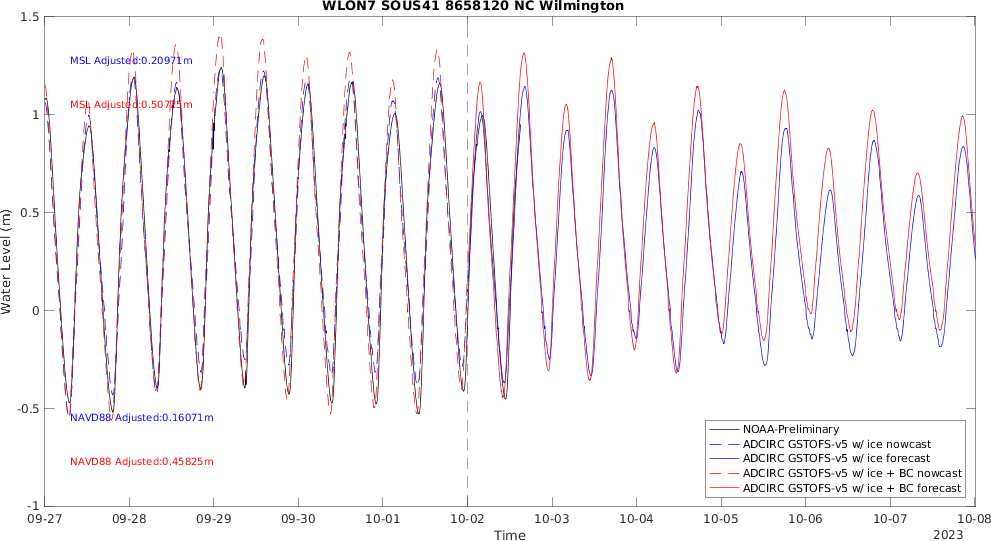 WLON7 SOUS41 8658120 NC Wilmington
1.5
1
0.5
0
-0.5
-1
Water Level (m)
MSL Adjusted:0.20971m
MSL Adjusted:0.50725m
NAVD88 Adjusted:0.16071m
NAVD88 Adjusted:0.45825m
NOAA-Preliminary
ADCIRC GSTOFS-v5 w/ ice nowcast
ADCIRC GSTOFS-v5 w/ ice forecast
ADCIRC GSTOFS-v5 w/ ice + BC nowcast
ADCIRC GSTOFS-v5 w/ ice + BC forecast
09-27 09-28 09-29 09-30 10-01 10-02 10-03 10-04 10-05 10-06 10-07 10-08
Time
2023